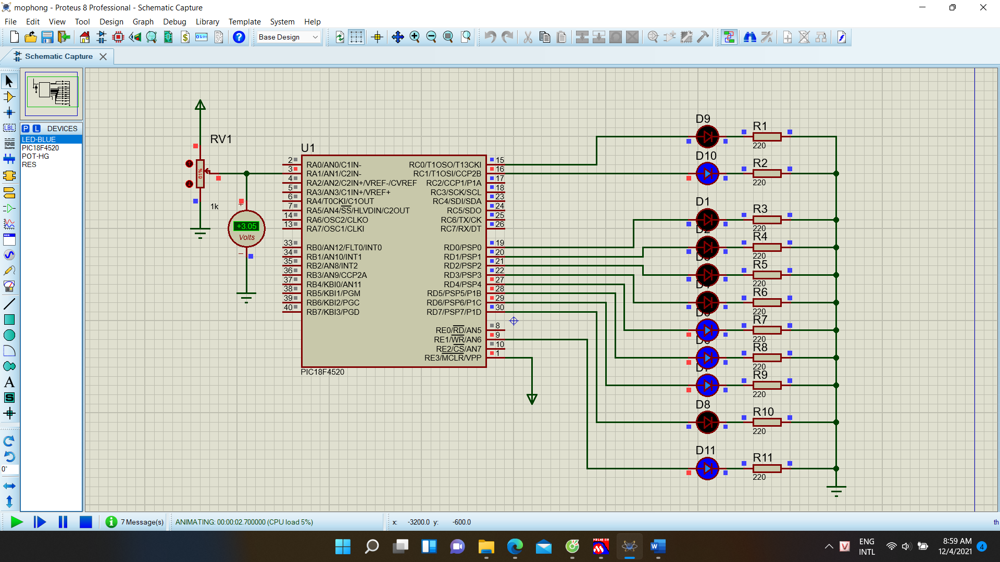 mophong - Proteus 8 Professional - Schematic Capture
File Edit View Tool Design Graph Debug Library Template System Help
Base Design
Schematic Capture
LBL
P L DEVICES
LED-BLUE
PIC18F4520
POT-HG
RES
RV1
61%
1k
+3.05
Volts
U1
2 RA0/AN0/C1IN-
3 RA1/AN1/C2IN-
4 RA2/AN2/C2IN+/VREF-/CVREF
5 RA3/AN3/C1IN+/VREF+
6 RA4/T0CKI/C1OUT
7 RA5/AN4/SS/HLVDIN/C2OUT
14 RA6/OSC2/CLKO
13 RA7/OSC1/CLKI
33 RB0/AN12/FLT0/INT0
34 RB1/AN10/INT1
35 RB2/AN8/INT2
36 RB3/AN9/CCP2A
37 RB4/KBI0/AN11
38 RB5/KBI1/PGM
39 RB6/KBI2/PGC
40 RB7/KBI3/PGD
RC0/T1OSO/T13CKI 15
RC1/T1OSI/CCP2B 16
RC2/CCP1/P1A 17
RC3/SCK/SCL 18
RC4/SDI/SDA 23
RC5/SDO 24
RC6/TX/CK 25
RC7/RX/DT 26
RD0/PSP0 19
RD1/PSP1 20
RD2/PSP2 21
RD3/PSP3 22
RD4/PSP4 27
RD5/PSP5/P1B 28
RD6/PSP6/P1C 29
RD7/PSP7/P1D 30
RE0/RD/AN5 8
RE1/WR/AN6 9
RE2/CS/AN7 10
RE3/MCLR/VPP 1
PIC18F4520
D9 R1
220
D10 R2
220
D1 R3
220
R4
220
R5
220
R6
220
R7
220
R8
220
R9
220
D8 R10
220
D11 R11
220
A
S
0°
7 Message(s)
ANIMATING: 00:00:02.700000 (CPU load 5%)
x: -3200.0 y: -600.0
th
ENG
INTL
8:59 AM
12/4/2021
4